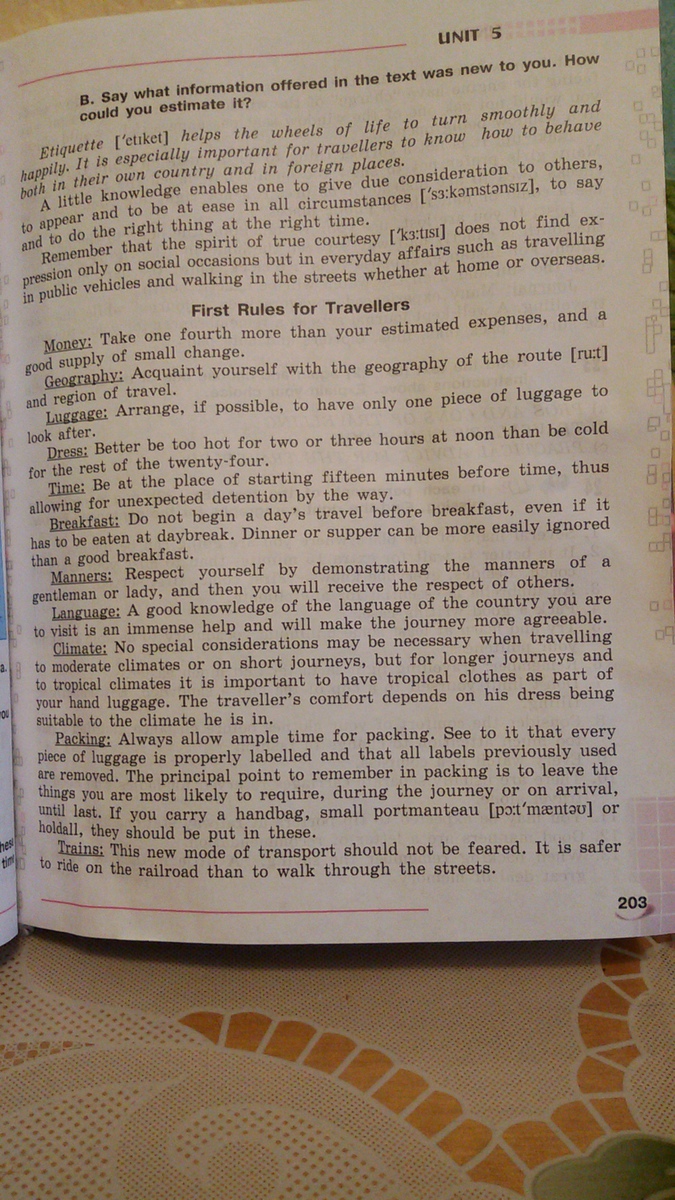 UNIT 5
B. Say what information offered in the text was new to you. How
could you estimate it?
Etiquette [ˈetɪket] helps the wheels of life to turn smoothly and
happily. It is especially important for travellers to know how to behave
both in their own country and in foreign places.
A little knowledge enables one to give due consideration to others,
to appear and to be at ease in all circumstances [ˈsɜːkəmstənsɪz], to say
and to do the right thing at the right time.
Remember that the spirit of true courtesy [ˈkɜːtɪsɪ] does not find ex-
pression only on social occasions but in everyday affairs such as travelling
in public vehicles and walking in the streets whether at home or overseas.
First Rules for Travellers
Money: Take one fourth more than your estimated expenses, and a
good supply of small change.
Geography: Acquaint yourself with the geography of the route [ruːt]
and region of travel.
Luggage: Arrange, if possible, to have only one piece of luggage to
look after.
Dress: Better be too hot for two or three hours at noon than be cold
for the rest of the twenty-four.
Time: Be at the place of starting fifteen minutes before time, thus
allowing for unexpected detention by the way.
Breakfast: Do not begin a day's travel before breakfast, even if it
has to be eaten at daybreak. Dinner or supper can be more easily ignored
than a good breakfast.
Manners: Respect yourself by demonstrating the manners of a
gentleman or lady, and then you will receive the respect of others.
Language: A good knowledge of the language of the country you are
to visit is an immense help and will make the journey more agreeable.
Climate: No special considerations may be necessary when travelling
to moderate climates or on short journeys, but for longer journeys and
to tropical climates it is important to have tropical clothes as part of
your hand luggage. The traveller's comfort depends on his dress being
suitable to the climate he is in.
Packing: Always allow ample time for packing. See to it that every
piece of luggage is properly labelled and that all labels previously used
are removed. The principal point to remember in packing is to leave the
things you are most likely to require, during the journey or on arrival,
until last. If you carry a handbag, small portmanteau [pɔːtˈmæntəʊ] or
holdall, they should be put in these.
Trains: This new mode of transport should not be feared. It is safer
to ride on the railroad than to walk through the streets.
203